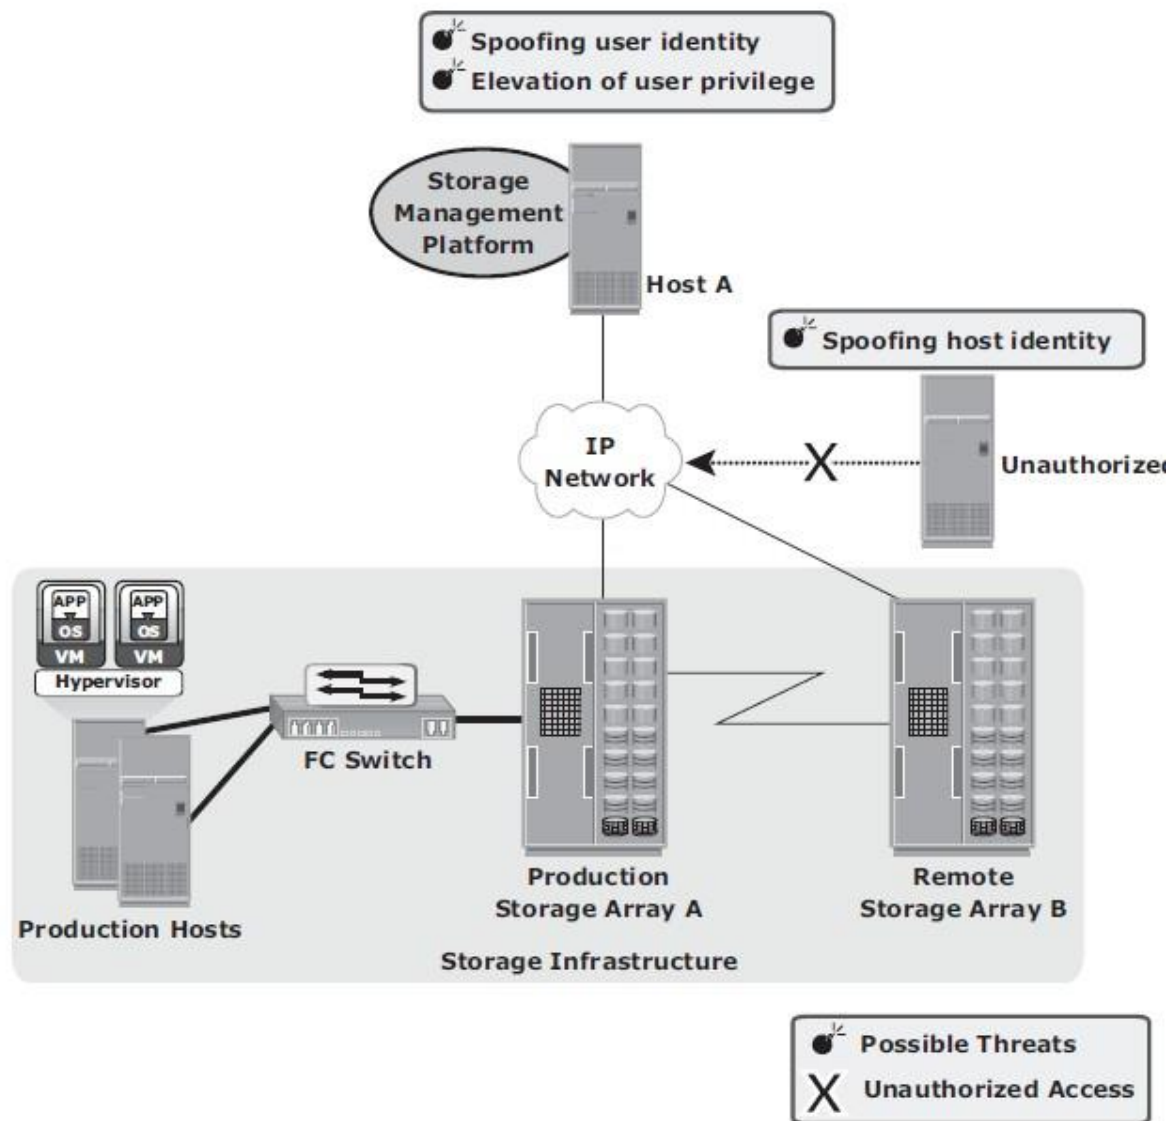 Spoofing user identity
Elevation of user privilege
Storage
Management
Platform
Host A
Spoofing host identity
IP
Network
Unauthorized
APP
OS
VM
APP
OS
VM
Hypervisor
FC Switch
Production Hosts
Production
Storage Array A
Remote
Storage Array B
Storage Infrastructure
Possible Threats
X Unauthorized Access